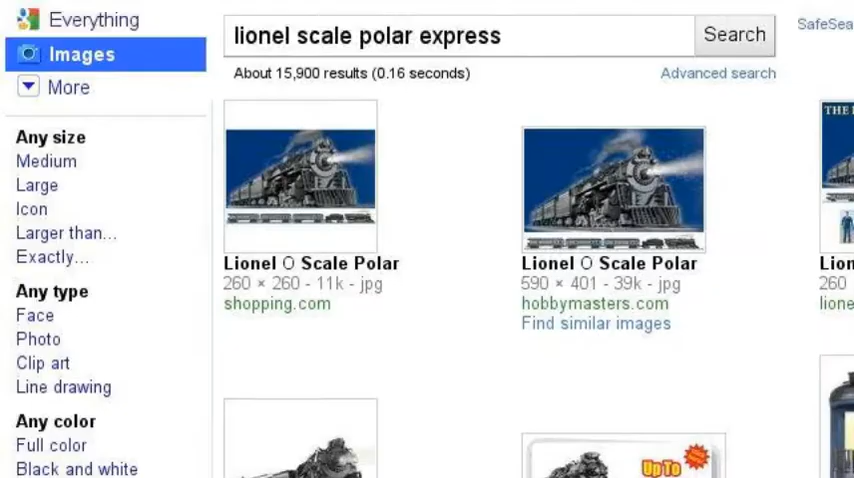 Everything
Images
More
Any size
Medium
Large
Icon
Larger than...
Exactly...
Any type
Face
Photo
Clip art
Line drawing
Any color
Full color
Black and white
lionel scale polar express
Search
SafeSea
About 15,900 results (0.16 seconds)
Advanced search
Lionel O Scale Polar
260 × 260 - 11k - jpg
shopping.com
Lionel O Scale Polar
590 × 401 - 39k - jpg
hobbymasters.com
Find similar images
THE
Lion
260
lione
Up To